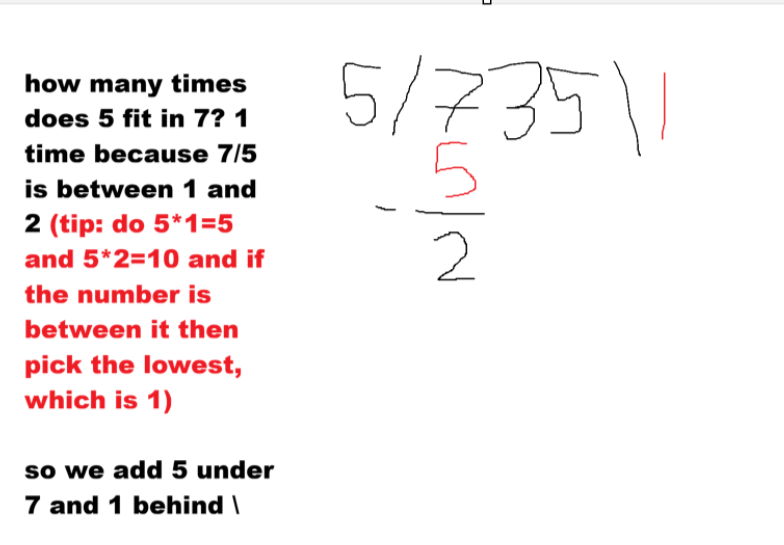 how many times
does 5 fit in 7? 1
time because 7/5
is between 1 and
2 (tip: do 5*1=5
and 5*2=10 and if
the number is
between it then
pick the lowest,
which is 1)
so we add 5 under
7 and 1 behind \
5/735\1
5
-
2